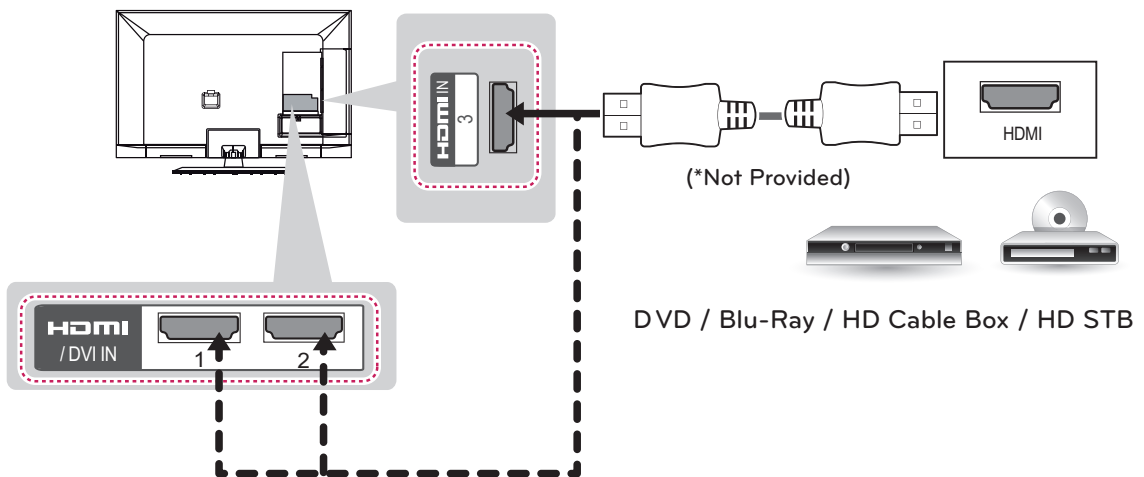 HDMI IN
3
HDMI
(*Not Provided)
DVD / Blu-Ray / HD Cable Box / HD STB
HDMI
/ DVI IN
1
2